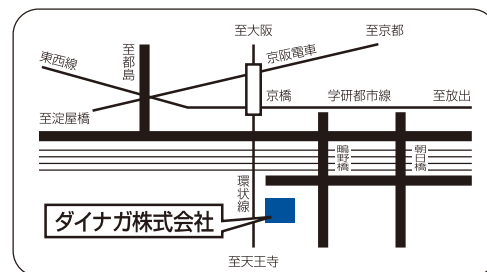 至大阪
至京都
東西線
至都島
京阪電車
京橋
学研都市線
至放出
至淀屋橋
鴫野橋
朝日橋
環状線
ダイナガ株式会社
至天王寺